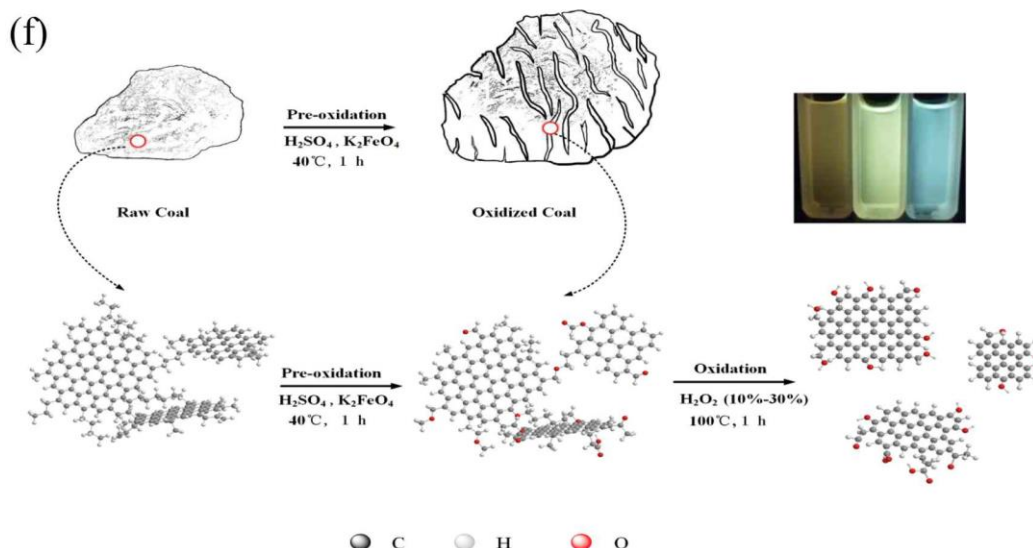 (f)
Pre-oxidation
H₂SO₄ , K₂FeO₄
40℃, 1 h
Raw Coal
Oxidized Coal
Pre-oxidation
H₂SO₄ , K₂FeO₄
40℃, 1 h
Oxidation
H₂O₂ (10%-30%)
100℃, 1 h
C
H
O